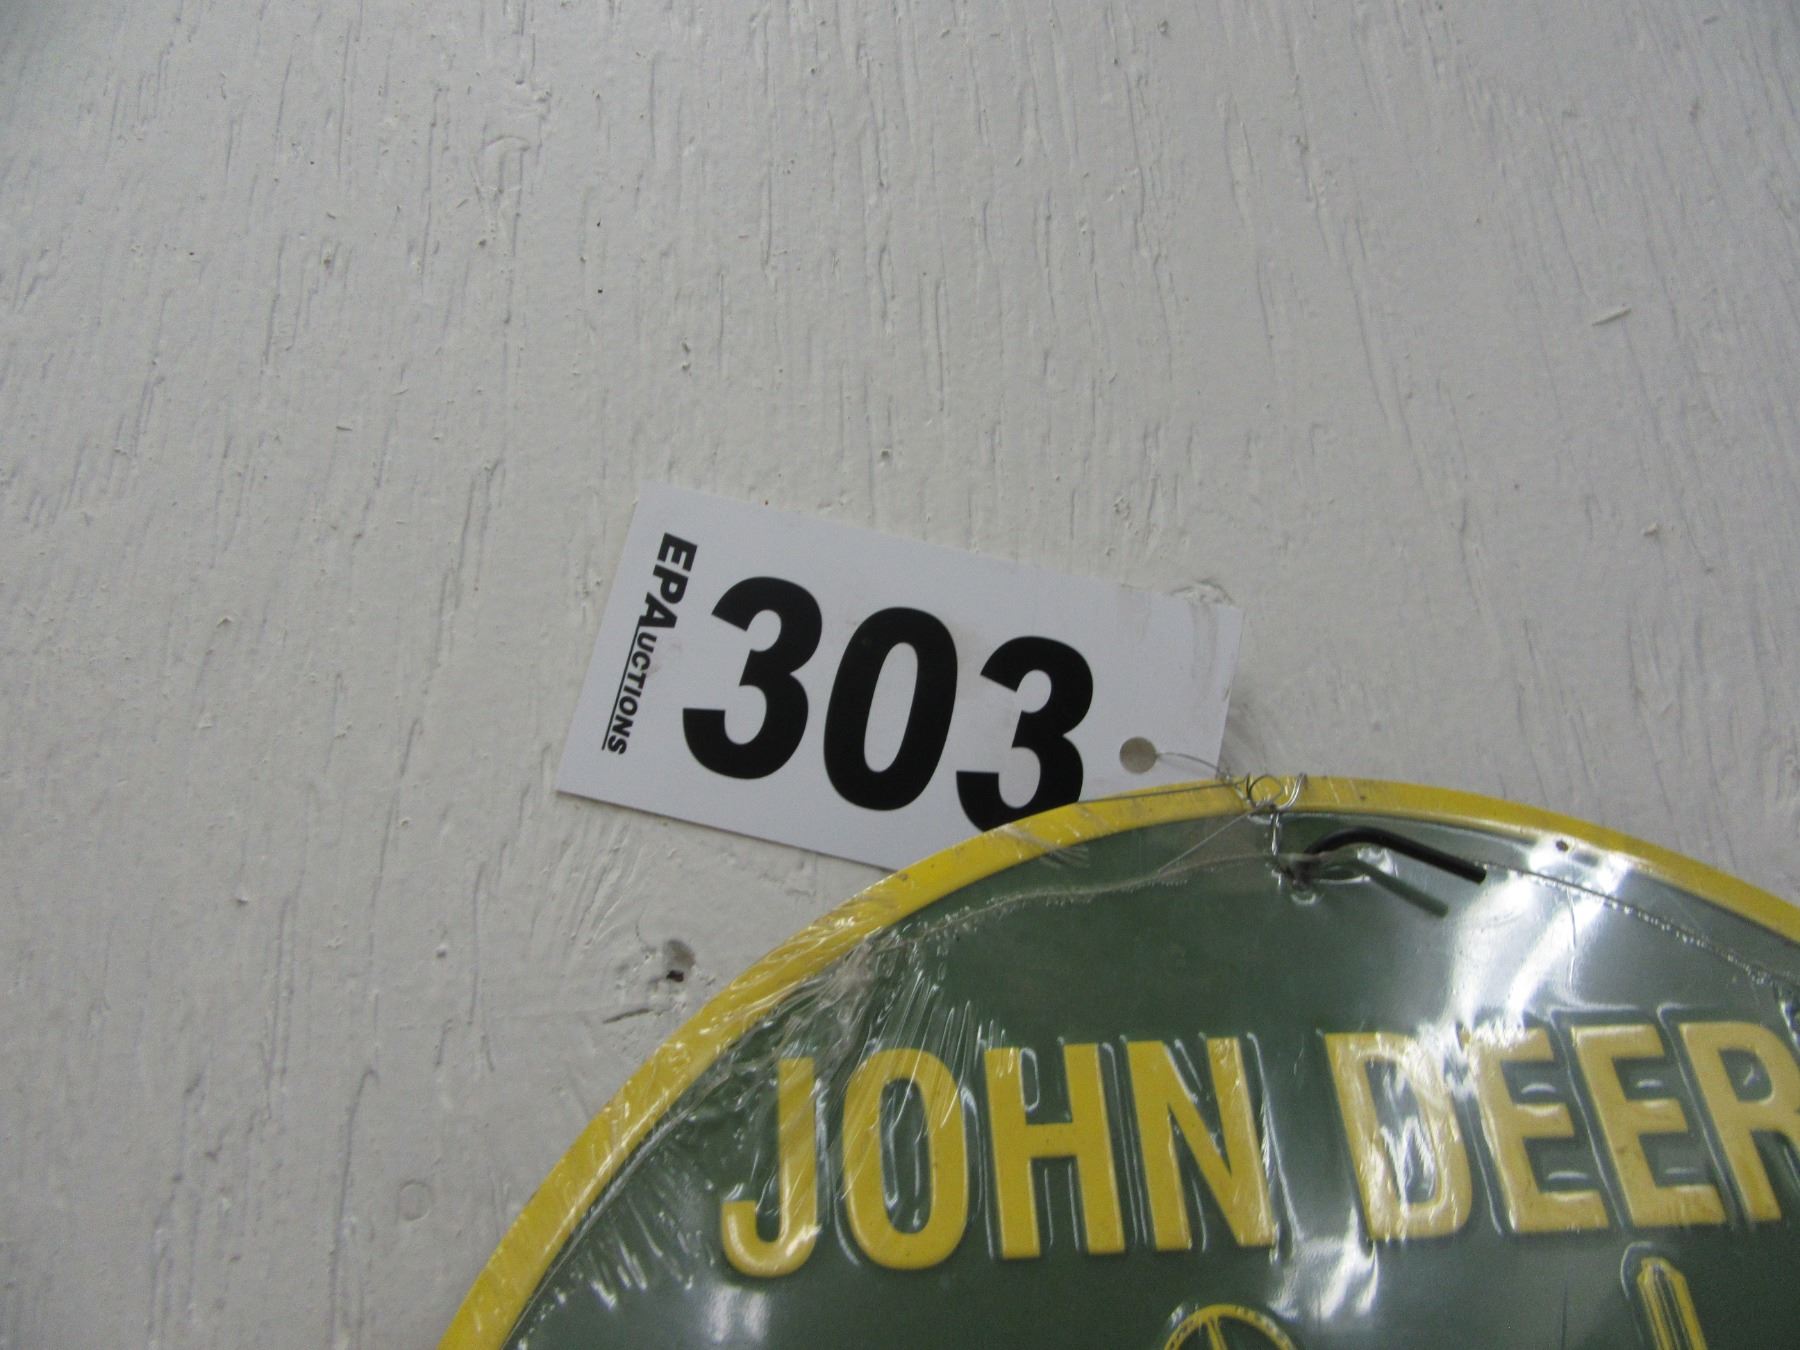 EPAUCTIONS
303
JOHN DEER